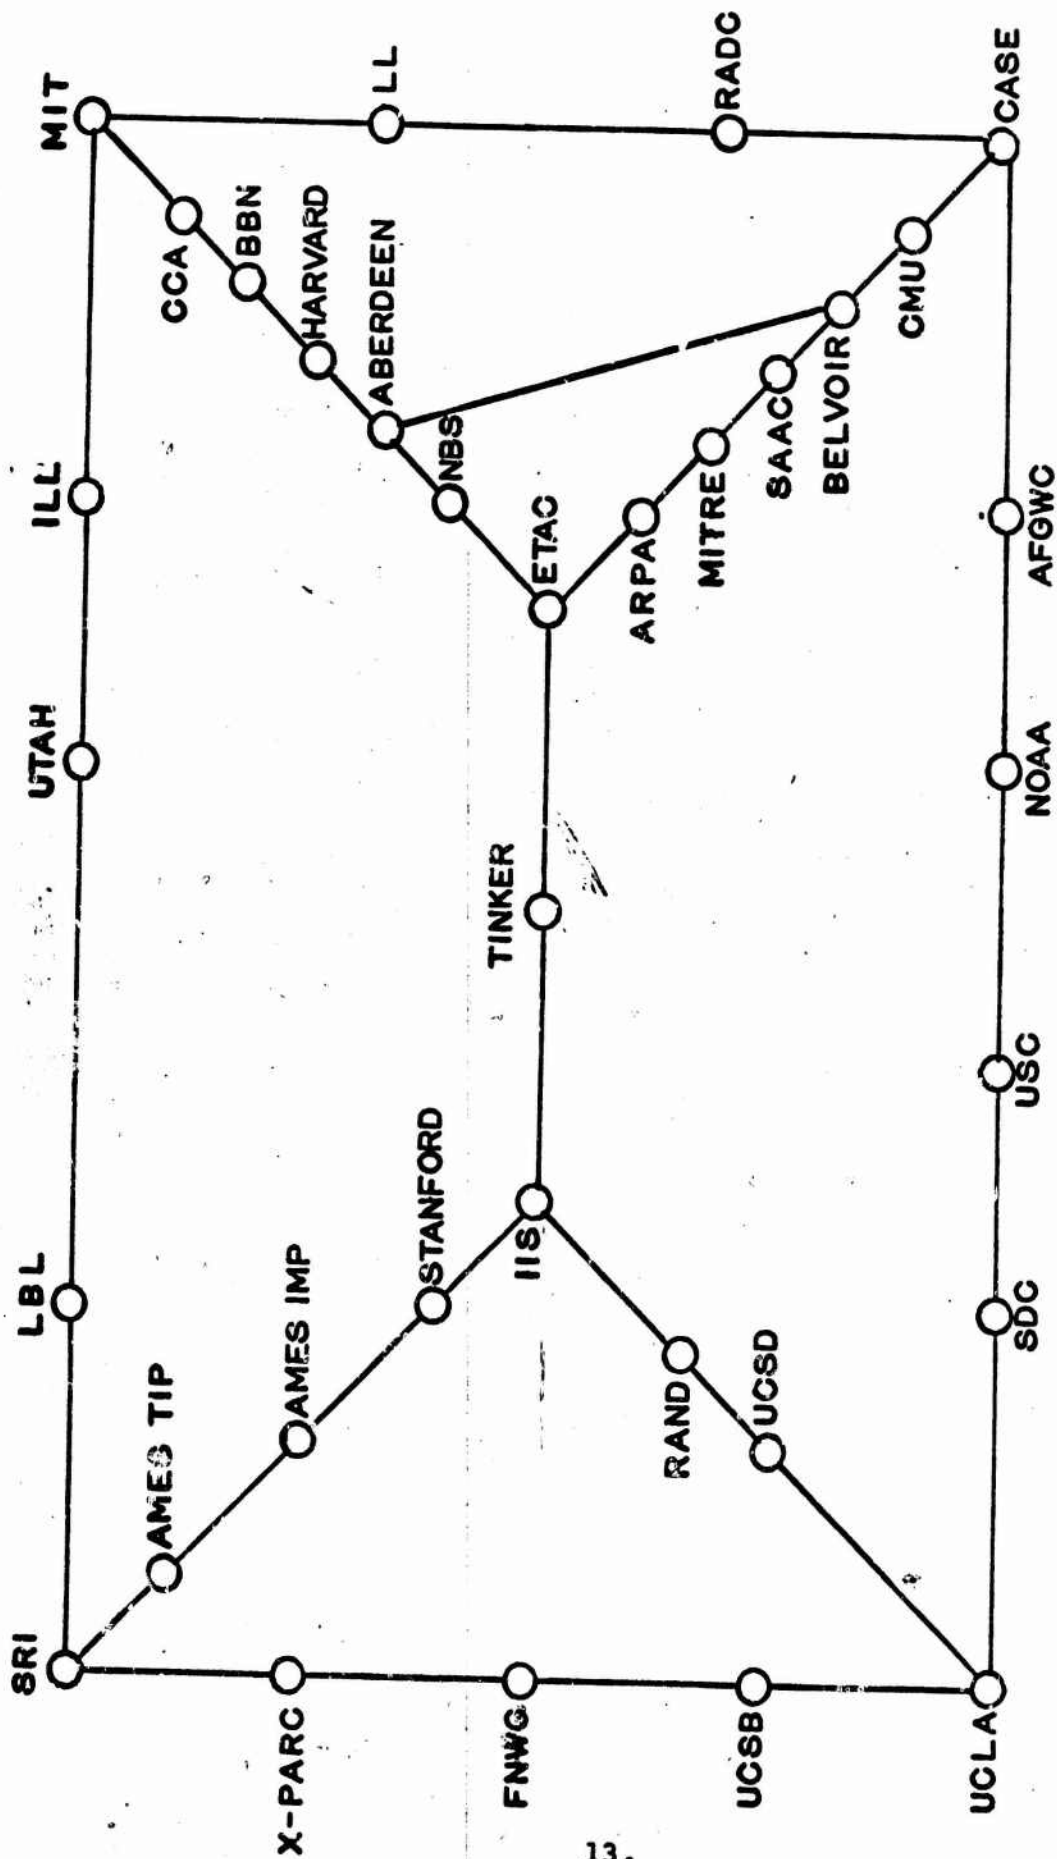 MIT
LL
RADC
CASE
CCA
BBN
HARVARD
ABERDEEN
NBS
ETAC
ARPA
MITRE
SAAC
BELVOIR
CMU
ILL
UTAH
AFGWC
NOAA
TINKER
USC
LBL
STANFORD
IIS
AMES IMP
AMES TIP
RAND
UCSD
SDC
SRI
X-PARC
FNWG
UCSB
UCLA
13.